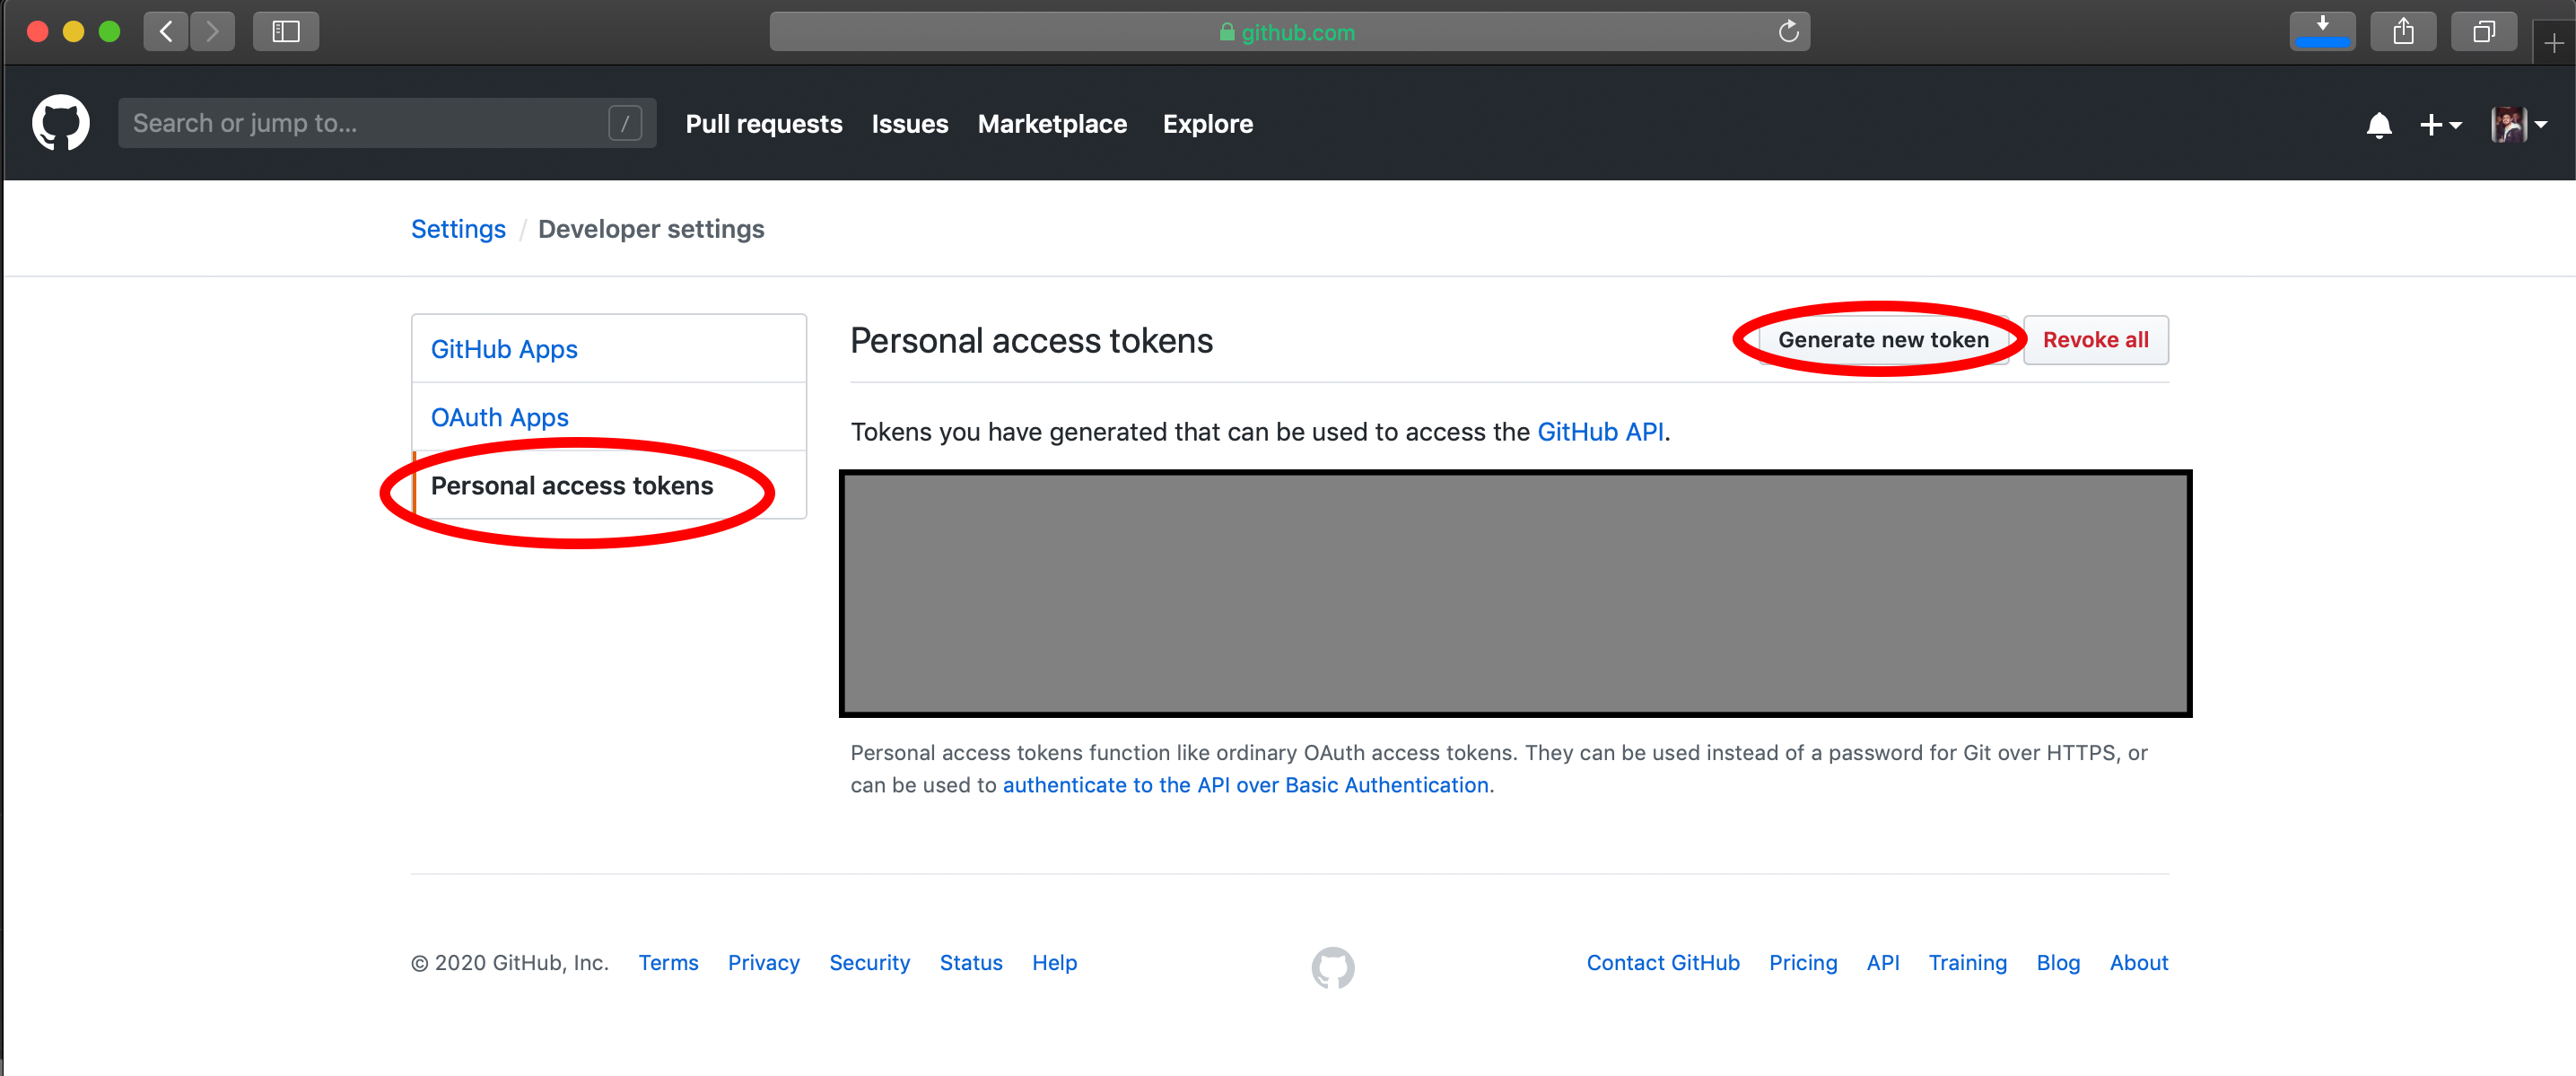 github.com
Search or jump to... /
Pull requests Issues Marketplace Explore
Settings / Developer settings
GitHub Apps
OAuth Apps
Personal access tokens
Personal access tokens
Generate new token
Revoke all
Tokens you have generated that can be used to access the GitHub API.
Personal access tokens function like ordinary OAuth access tokens. They can be used instead of a password for Git over HTTPS, or
can be used to authenticate to the API over Basic Authentication.
© 2020 GitHub, Inc. Terms Privacy Security Status Help
Contact GitHub Pricing API Training Blog About